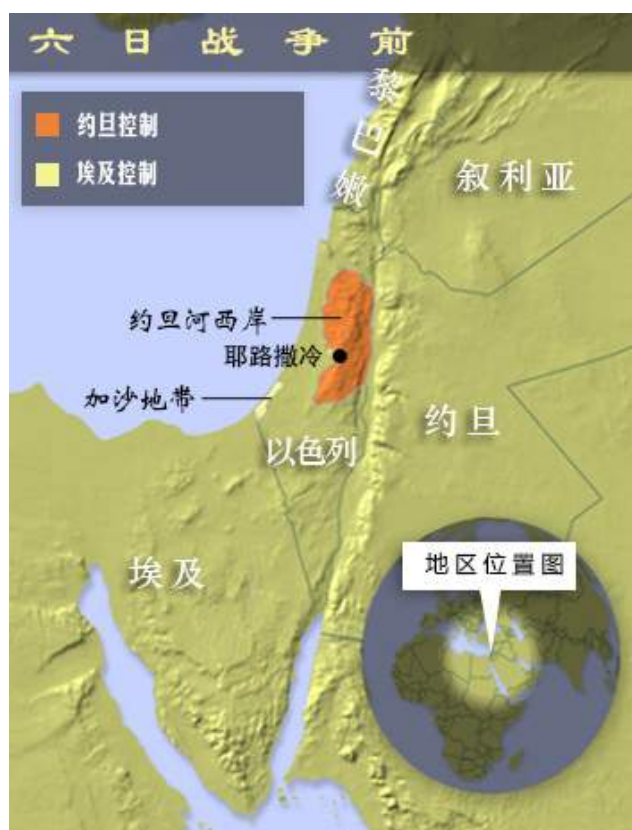 六日战争前
约旦控制
埃及控制
黎巴嫩
叙利亚
约旦河西岸
耶路撒冷
加沙地带
约旦
以色列
埃及
地区位置图